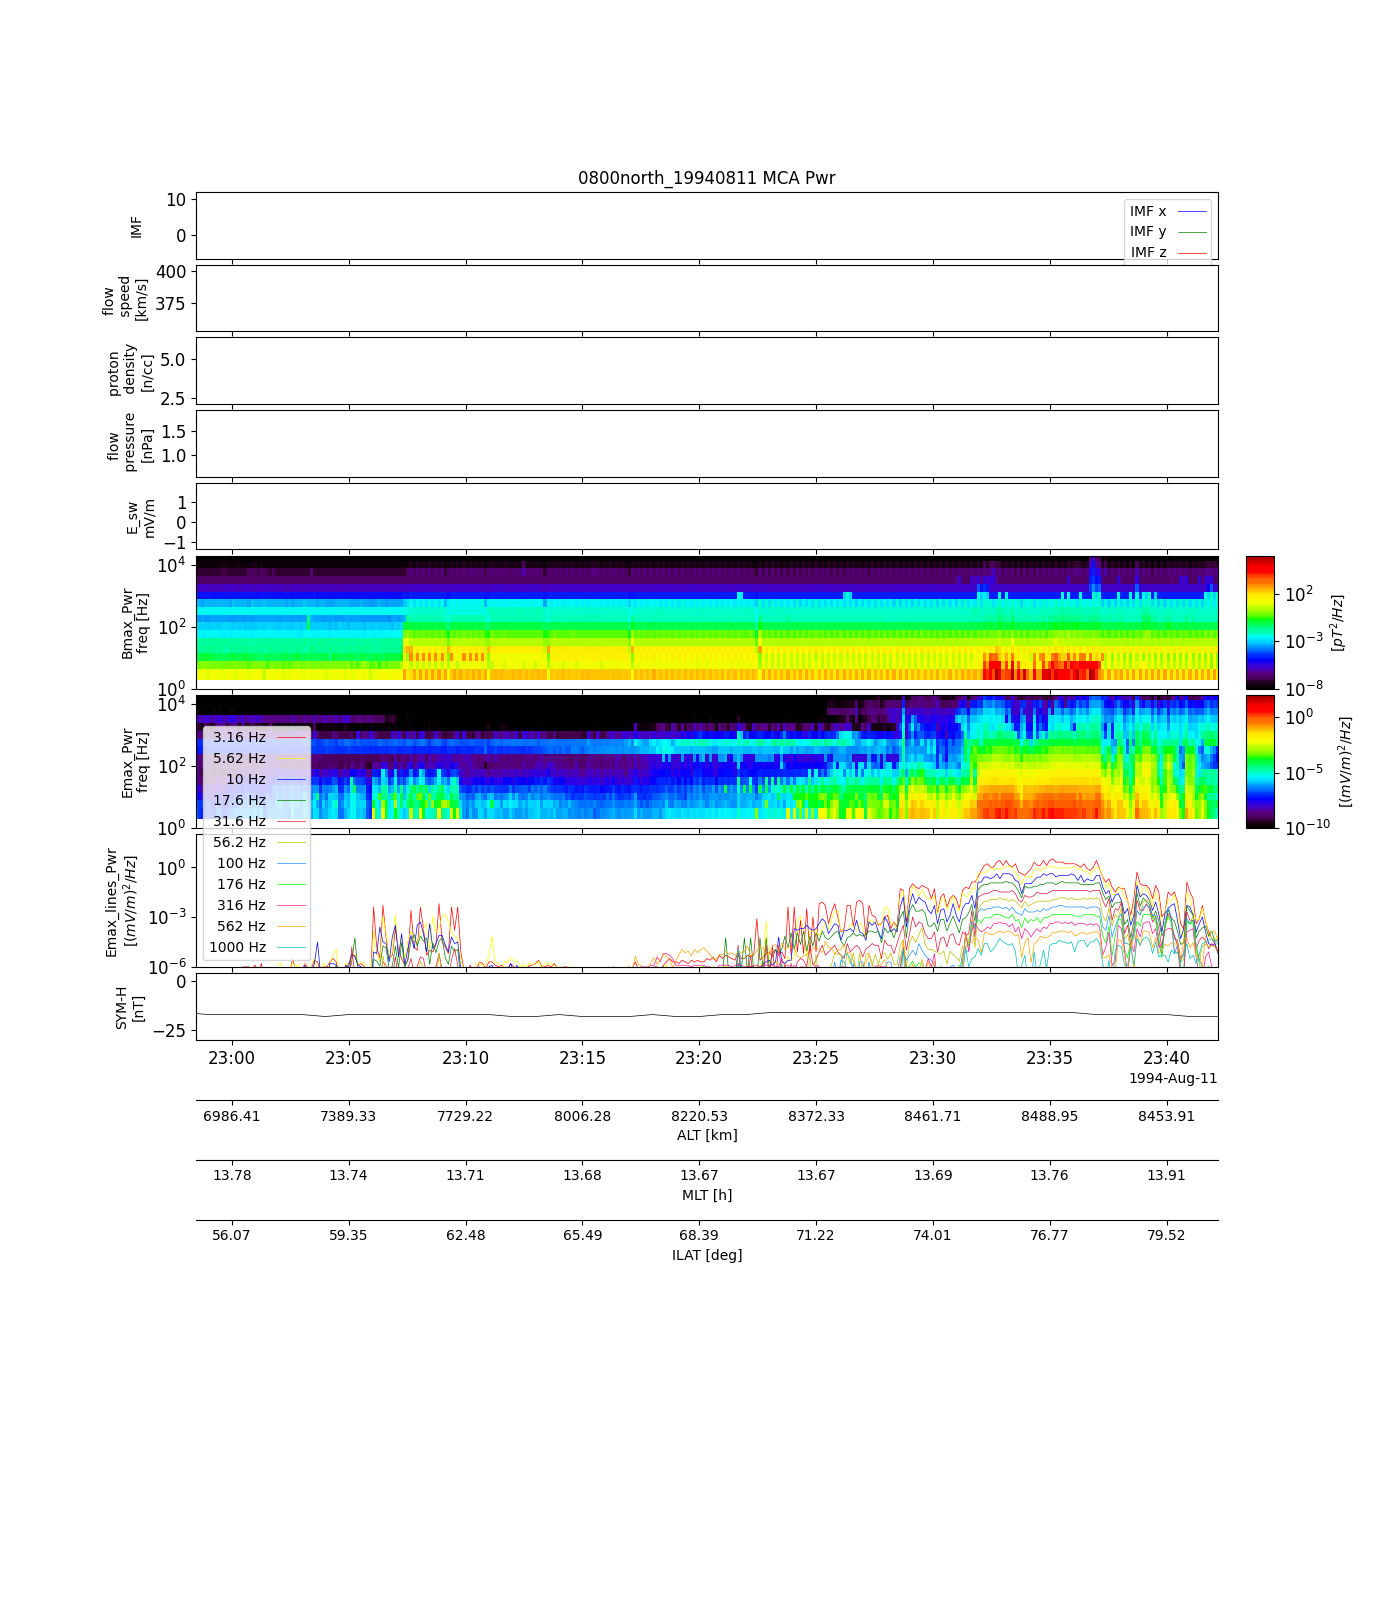 0800north_19940811 MCA Pwr
10
0
IMF
IMF x
IMF y
IMF z
400
375
flow
speed
[km/s]
5.0
2.5
proton
density
[n/cc]
1.5
1.0
flow
pressure
[nPa]
1
0
−1
E_sw
mV/m
10^4
10^2
10^0
Bmax_Pwr
freq [Hz]
10^2
10^−3
10^−8
[pT^2/Hz]
10^4
10^2
10^0
Emax_Pwr
freq [Hz]
10^0
10^−5
10^−10
[(mV/m)^2/Hz]
3.16 Hz
5.62 Hz
10 Hz
17.6 Hz
31.6 Hz
56.2 Hz
100 Hz
176 Hz
316 Hz
562 Hz
1000 Hz
10^0
10^−3
10^−6
Emax_lines_Pwr
[(mV/m)^2/Hz]
0
−25
SYM-H
[nT]
23:00 23:05 23:10 23:15 23:20 23:25 23:30 23:35 23:40
1994-Aug-11
6986.41 7389.33 7729.22 8006.28 8220.53 8372.33 8461.71 8488.95 8453.91
ALT [km]
13.78 13.74 13.71 13.68 13.67 13.67 13.69 13.76 13.91
MLT [h]
56.07 59.35 62.48 65.49 68.39 71.22 74.01 76.77 79.52
ILAT [deg]